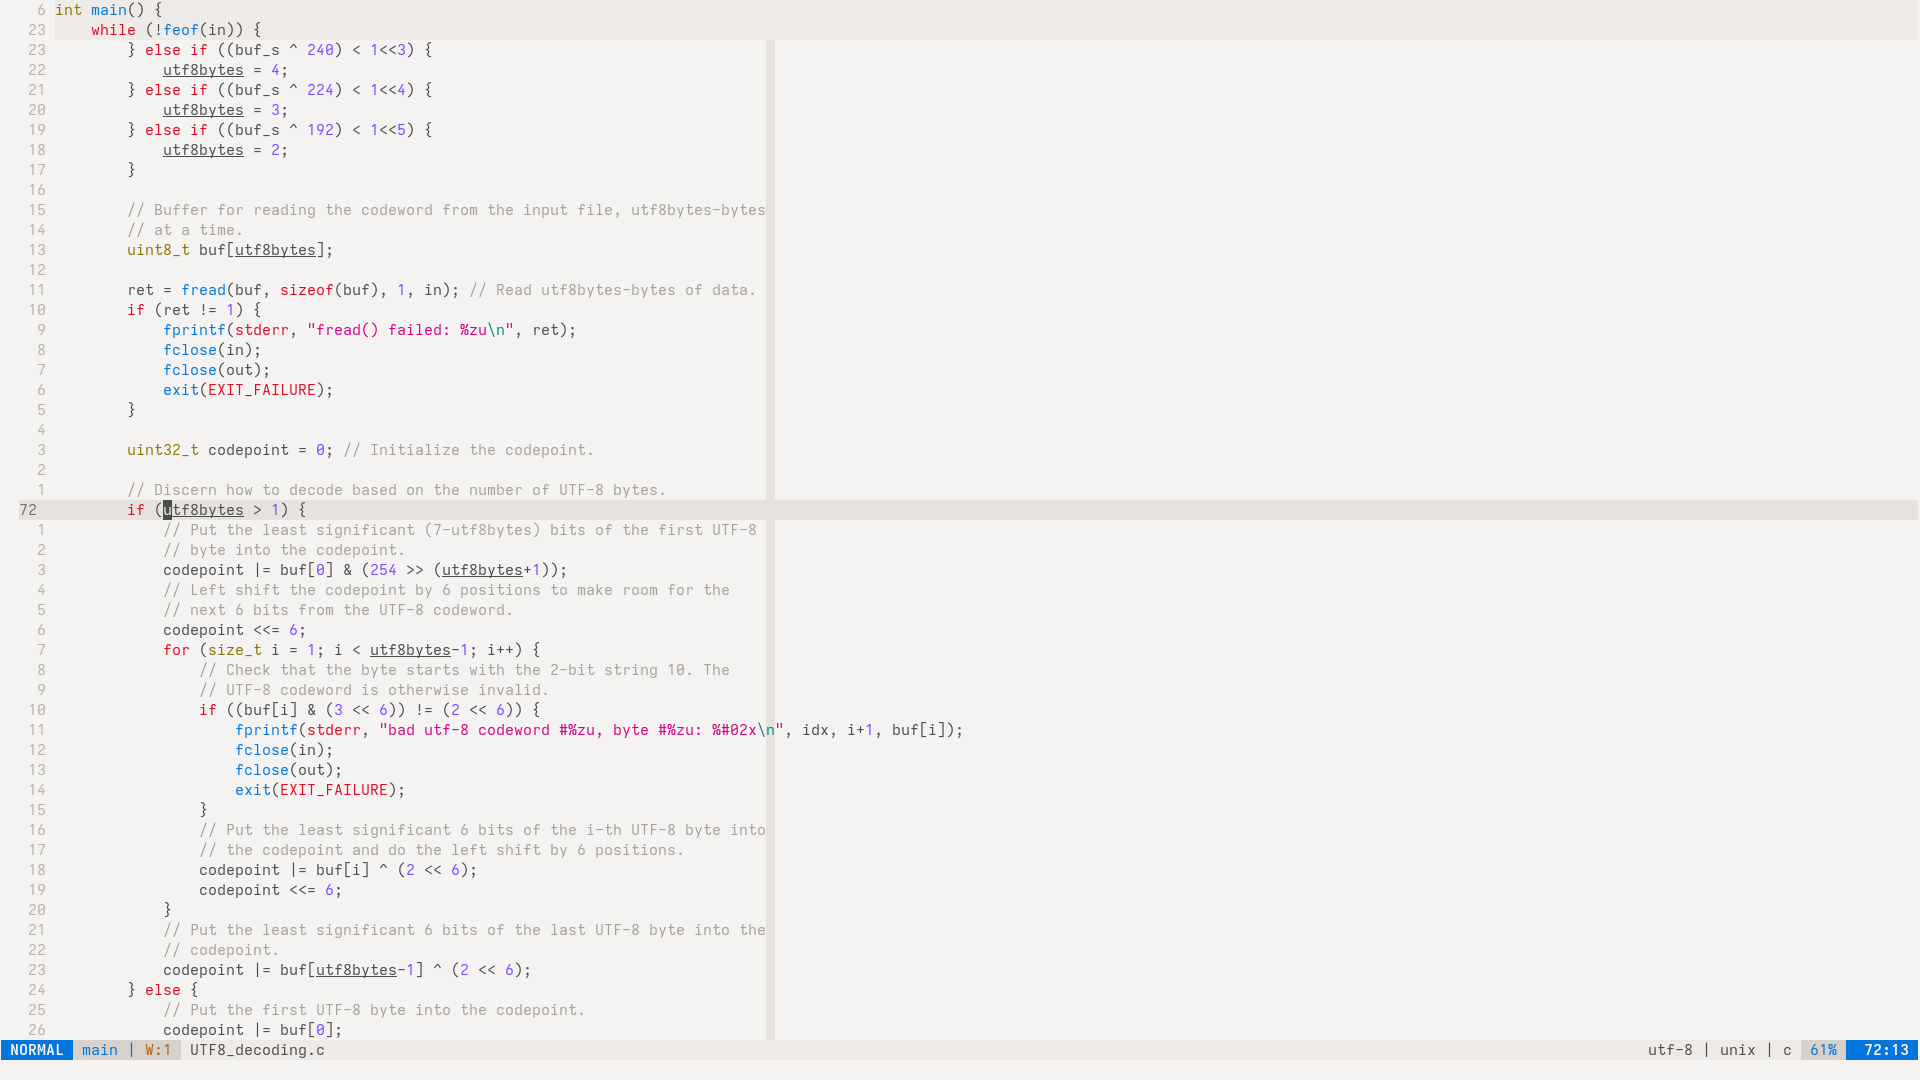 6 int main() {
23     while (!feof(in)) {
23         } else if ((buf_s ^ 240) < 1<<3) {
22             utf8bytes = 4;
21         } else if ((buf_s ^ 224) < 1<<4) {
20             utf8bytes = 3;
19         } else if ((buf_s ^ 192) < 1<<5) {
18             utf8bytes = 2;
17         }
16
15         // Buffer for reading the codeword from the input file, utf8bytes-bytes
14         // at a time.
13         uint8_t buf[utf8bytes];
12
11         ret = fread(buf, sizeof(buf), 1, in); // Read utf8bytes-bytes of data.
10         if (ret != 1) {
9             fprintf(stderr, "fread() failed: %zu\n", ret);
8             fclose(in);
7             fclose(out);
6             exit(EXIT_FAILURE);
5         }
4
3         uint32_t codepoint = 0; // Initialize the codepoint.
2
1         // Discern how to decode based on the number of UTF-8 bytes.
72         if (utf8bytes > 1) {
1             // Put the least significant (7-utf8bytes) bits of the first UTF-8
2             // byte into the codepoint.
3             codepoint |= buf[0] & (254 >> (utf8bytes+1));
4             // Left shift the codepoint by 6 positions to make room for the
5             // next 6 bits from the UTF-8 codeword.
6             codepoint <<= 6;
7             for (size_t i = 1; i < utf8bytes-1; i++) {
8                 // Check that the byte starts with the 2-bit string 10. The
9                 // UTF-8 codeword is otherwise invalid.
10                 if ((buf[i] & (3 << 6)) != (2 << 6)) {
11                     fprintf(stderr, "bad utf-8 codeword #%zu, byte #%zu: %#02x\n", idx, i+1, buf[i]);
12                     fclose(in);
13                     fclose(out);
14                     exit(EXIT_FAILURE);
15                 }
16                 // Put the least significant 6 bits of the i-th UTF-8 byte into
17                 // the codepoint and do the left shift by 6 positions.
18                 codepoint |= buf[i] ^ (2 << 6);
19                 codepoint <<= 6;
20             }
21             // Put the least significant 6 bits of the last UTF-8 byte into the
22             // codepoint.
23             codepoint |= buf[utf8bytes-1] ^ (2 << 6);
24         } else {
25             // Put the first UTF-8 byte into the codepoint.
26             codepoint |= buf[0];
NORMAL main | W:1 UTF8_decoding.c utf-8 | unix | c 61% 72:13